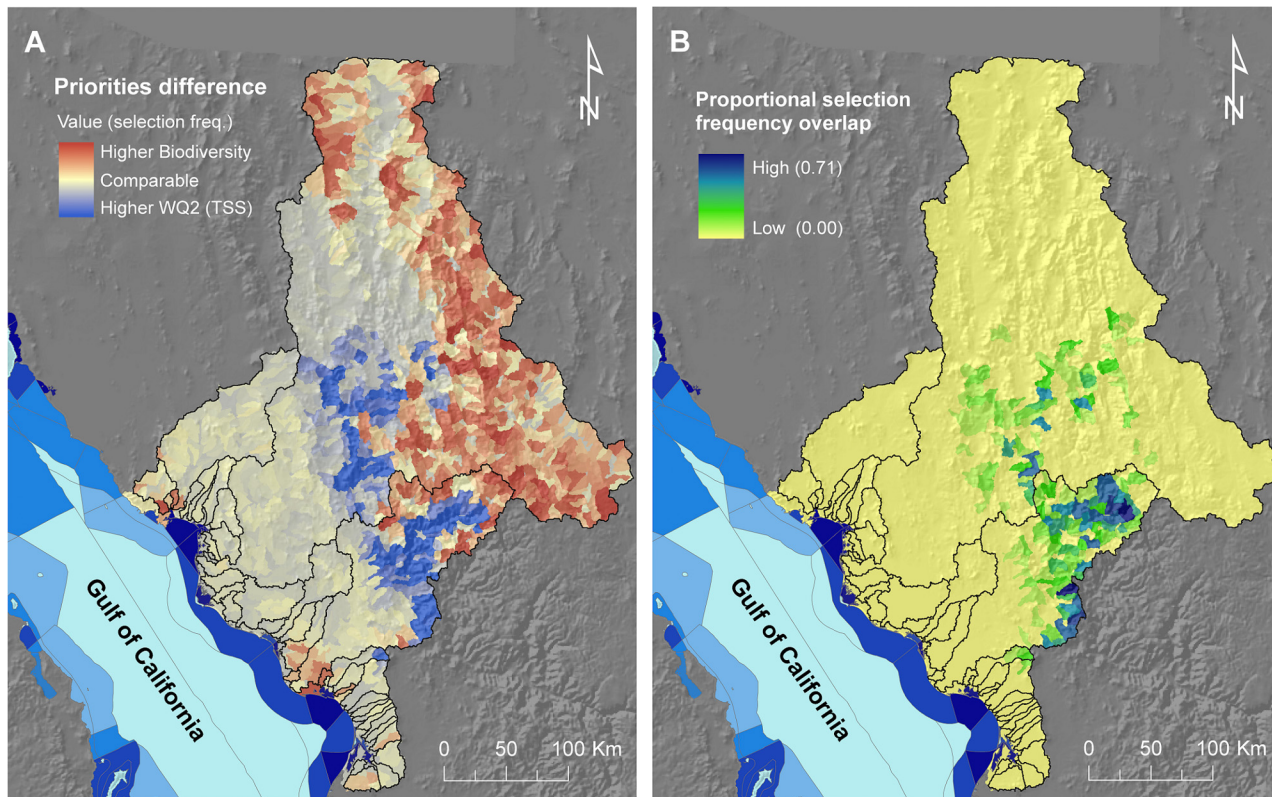 A
Priorities difference
Value (selection freq.)
Higher Biodiversity
Comparable
Higher WQ2 (TSS)
N
Gulf of California
0 50 100 Km
B
Proportional selection
frequency overlap
High (0.71)
Low (0.00)
N
Gulf of California
0 50 100 Km